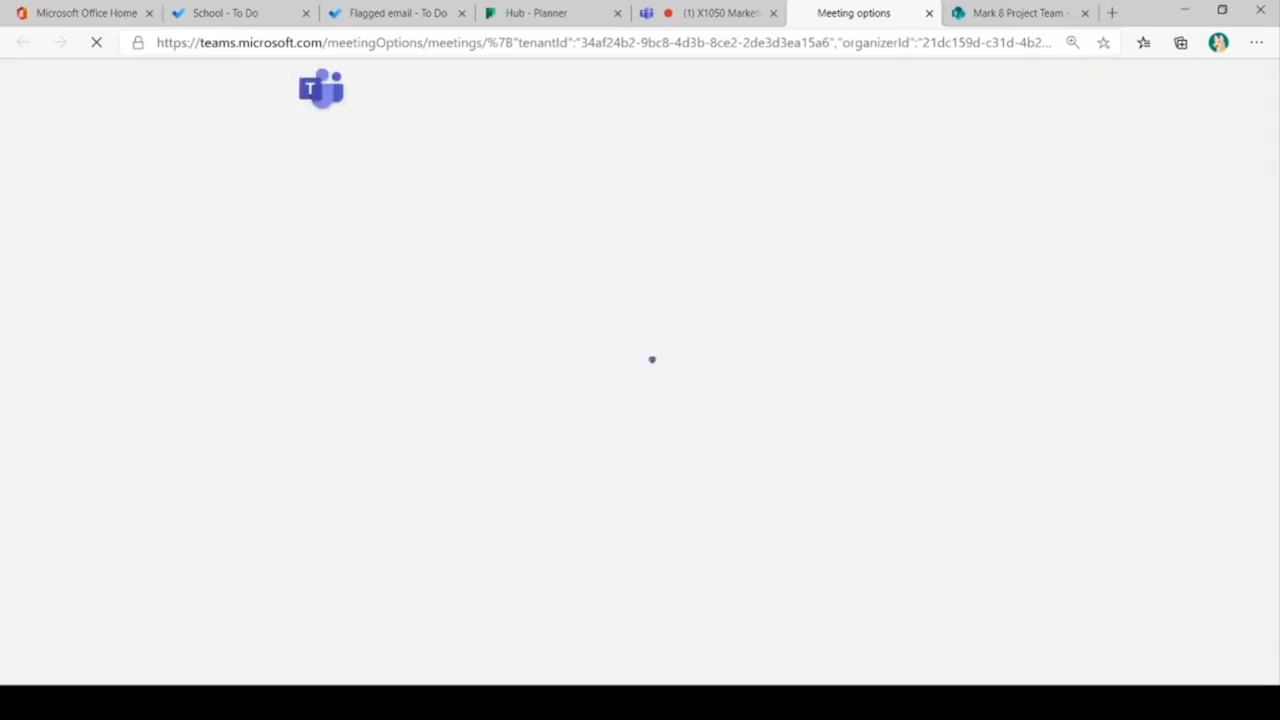 Microsoft Office Home
School - To Do
Flagged email - To Do
Hub - Planner
(1) X1050 Market
Meeting options
Mark 8 Project Team -
https://teams.microsoft.com/meetingOptions/meetings/%7B"tenantId":"34af24b2-9bc8-4d3b-8ce2-2de3d3ea15a6","organizerId":"21dc159d-c31d-4b2...
T